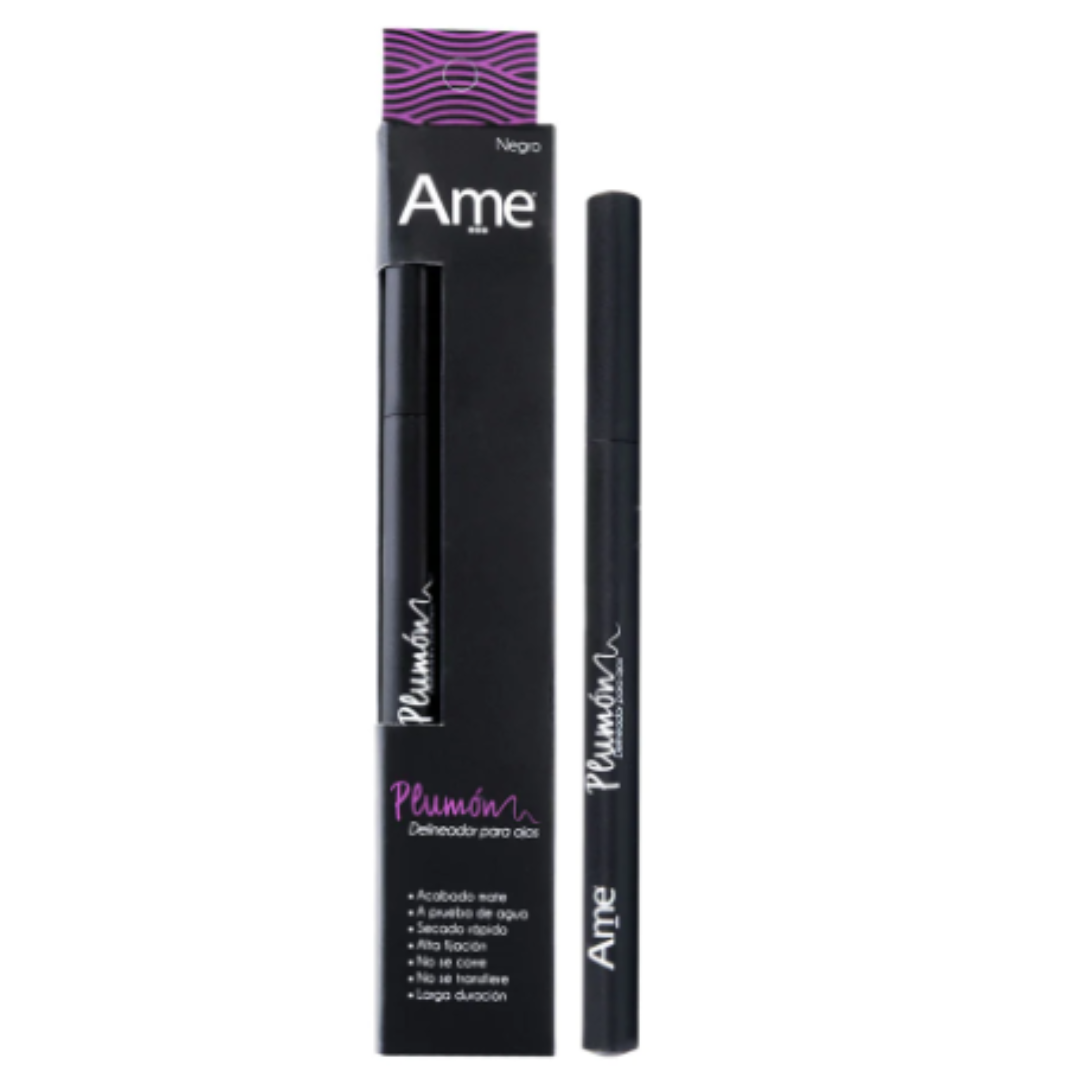 Negro
Ame
Plumón
Plumón
Delineador para ojos
• Acabado mate
• A prueba de agua
• Secado rápido
• Alta fijación
• No se corre
• No se transfiere
• Larga duración
Plumón
Delineador para ojos
Ame